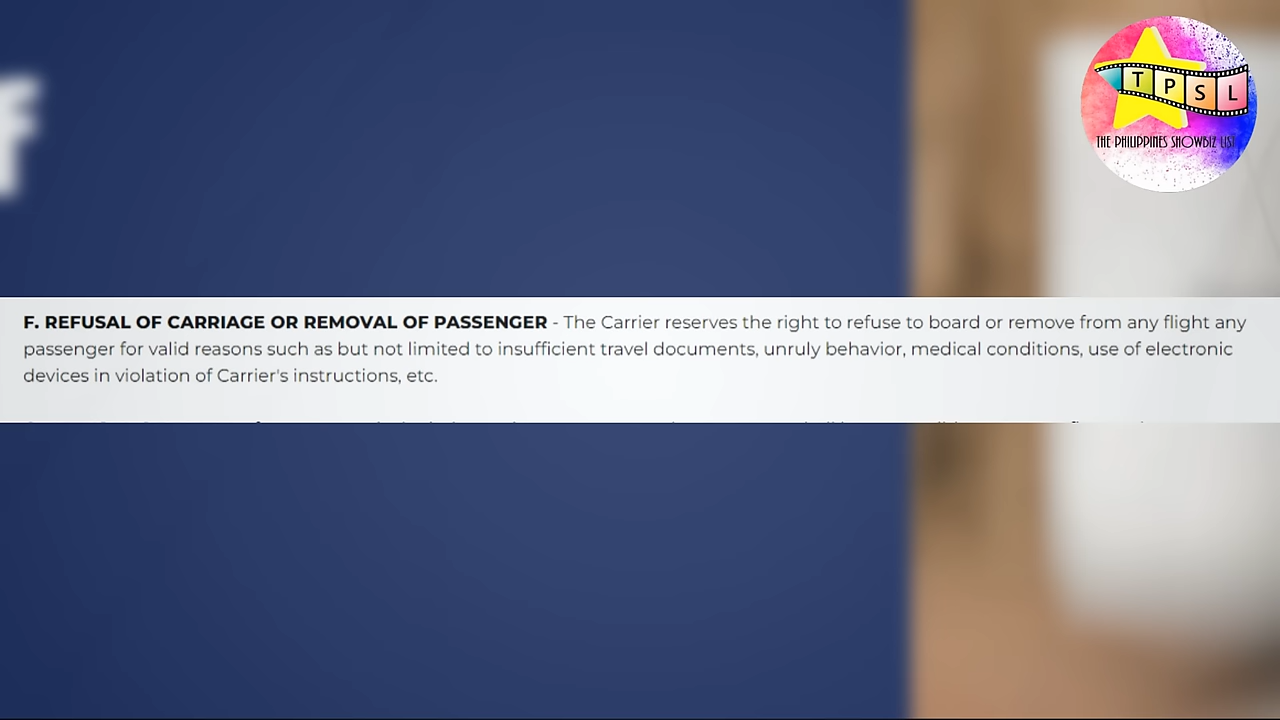 f
T P S L
THE PHILIPPINES SHOWBIZ LIST
F. REFUSAL OF CARRIAGE OR REMOVAL OF PASSENGER - The Carrier reserves the right to refuse to board or remove from any flight any
passenger for valid reasons such as but not limited to insufficient travel documents, unruly behavior, medical conditions, use of electronic
devices in violation of Carrier's instructions, etc.